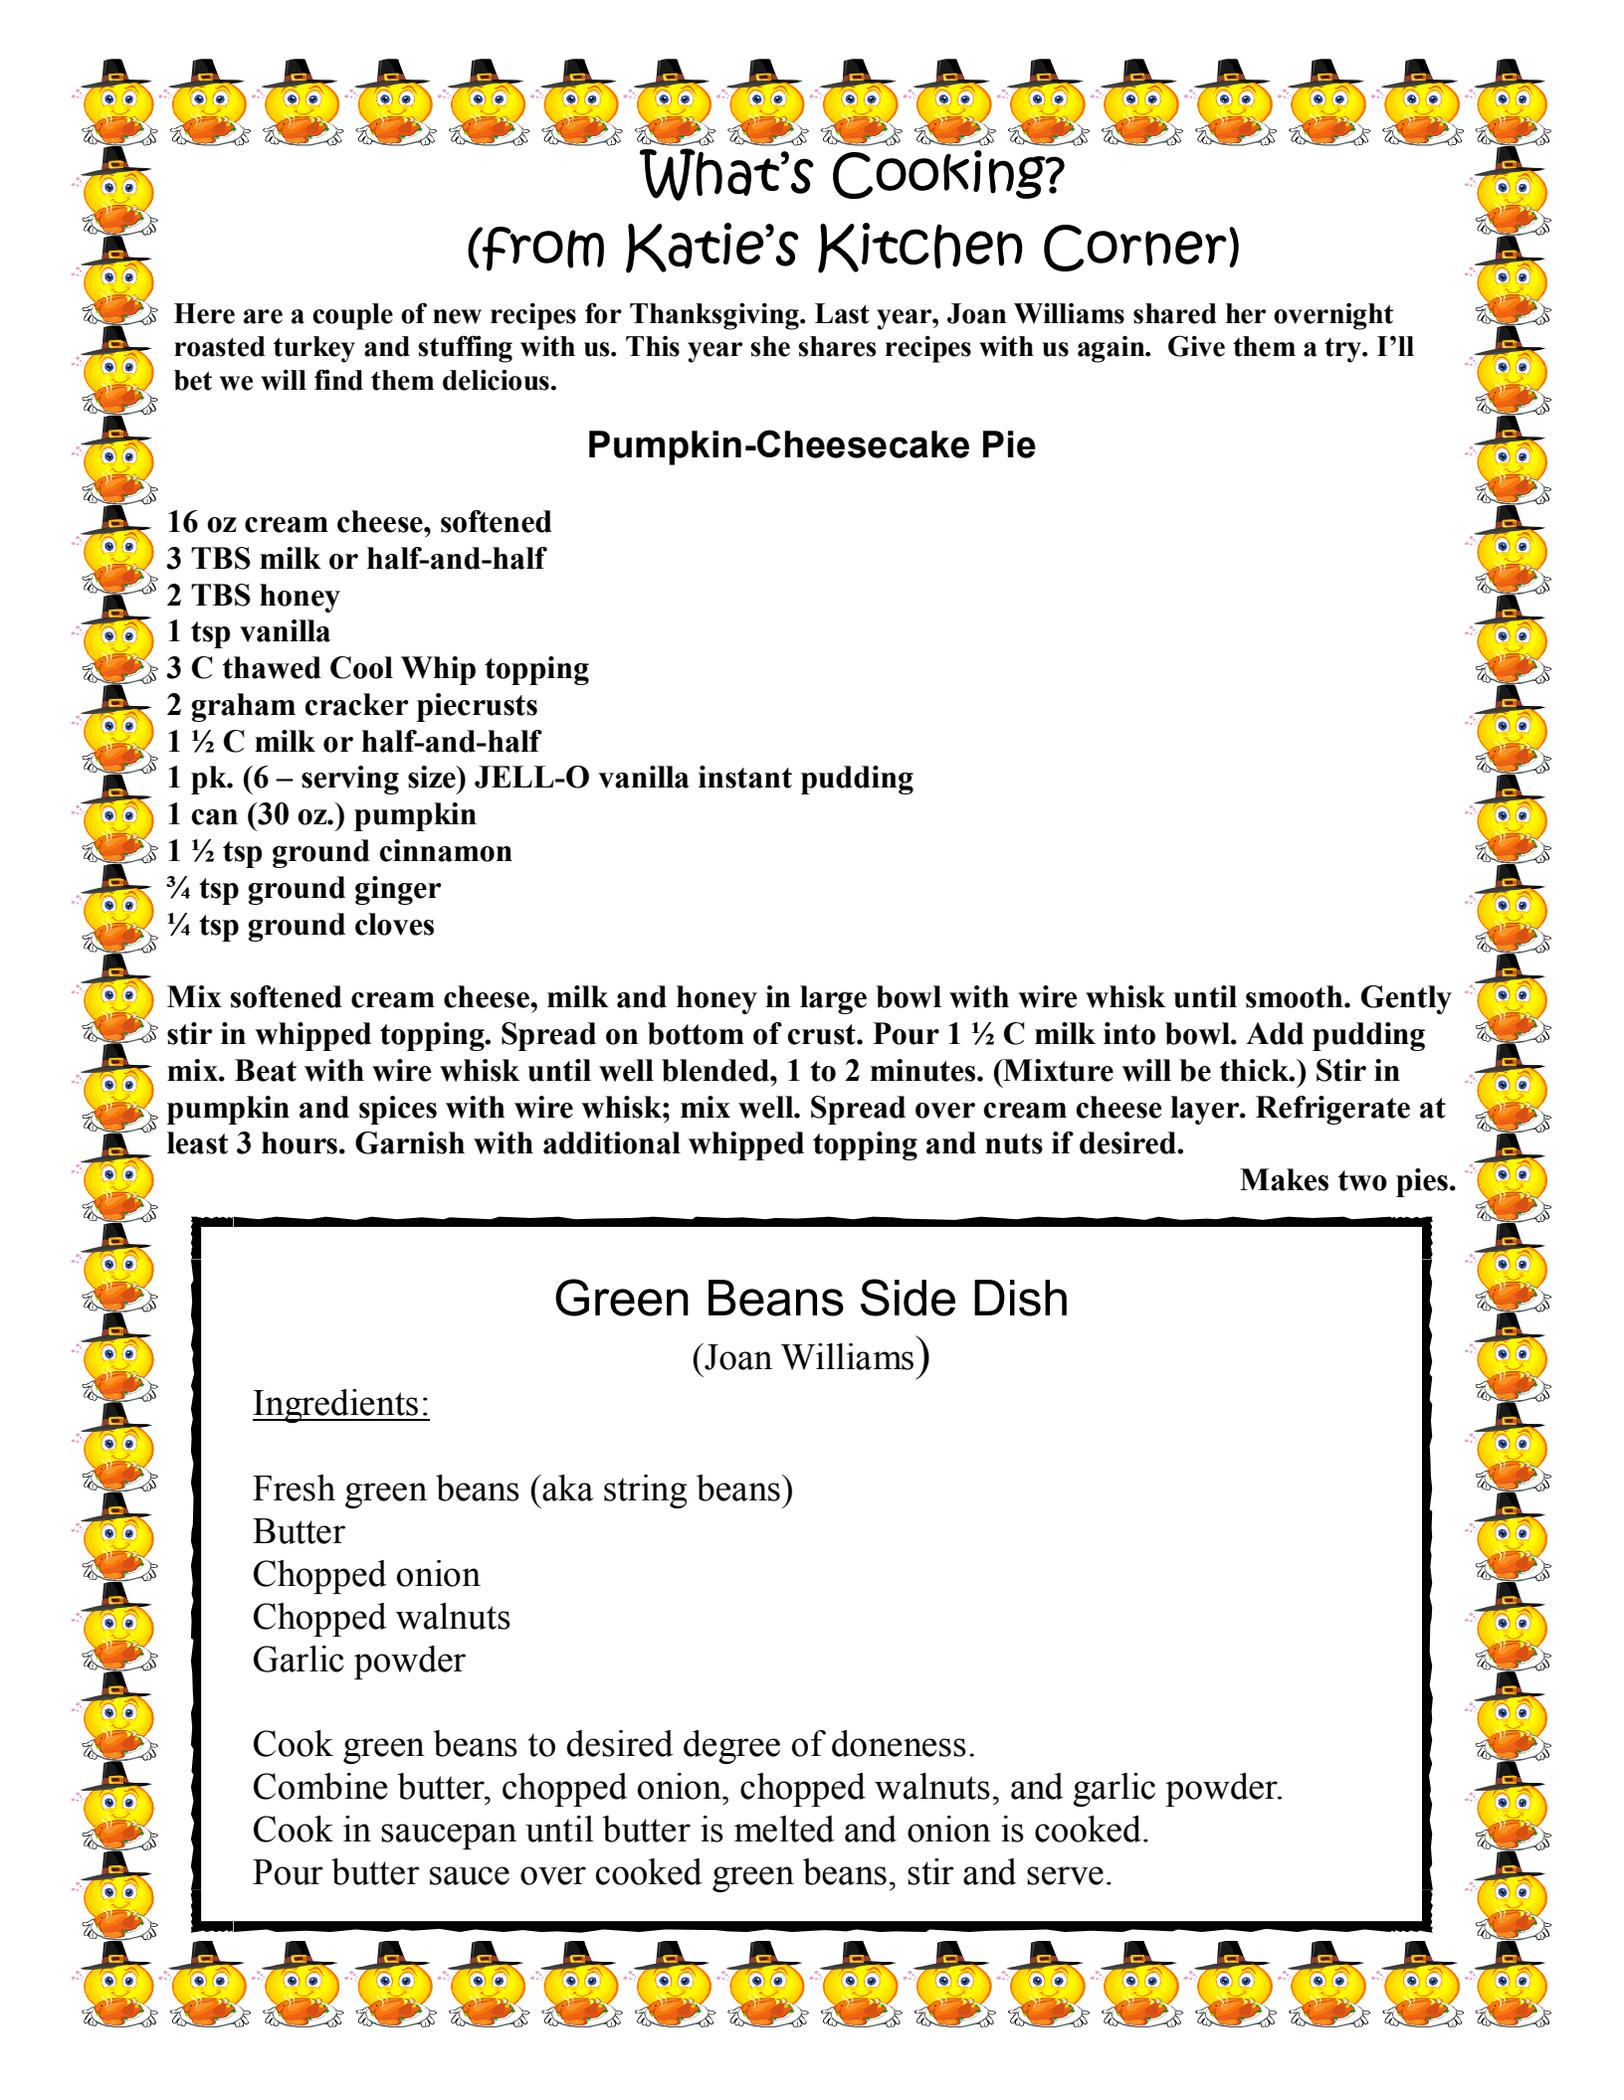 What's Cooking?
(from Katie's Kitchen Corner)
Here are a couple of new recipes for Thanksgiving. Last year, Joan Williams shared her overnight
roasted turkey and stuffing with us. This year she shares recipes with us again.  Give them a try. I'll
bet we will find them delicious.
Pumpkin-Cheesecake Pie
16 oz cream cheese, softened
3 TBS milk or half-and-half
2 TBS honey
1 tsp vanilla
3 C thawed Cool Whip topping
2 graham cracker piecrusts
1 ½ C milk or half-and-half
1 pk. (6 – serving size) JELL-O vanilla instant pudding
1 can (30 oz.) pumpkin
1 ½ tsp ground cinnamon
¾ tsp ground ginger
¼ tsp ground cloves
Mix softened cream cheese, milk and honey in large bowl with wire whisk until smooth. Gently
stir in whipped topping. Spread on bottom of crust. Pour 1 ½ C milk into bowl. Add pudding
mix. Beat with wire whisk until well blended, 1 to 2 minutes. (Mixture will be thick.) Stir in
pumpkin and spices with wire whisk; mix well. Spread over cream cheese layer. Refrigerate at
least 3 hours. Garnish with additional whipped topping and nuts if desired.
Makes two pies.
Green Beans Side Dish
(Joan Williams)
Ingredients:
Fresh green beans (aka string beans)
Butter
Chopped onion
Chopped walnuts
Garlic powder
Cook green beans to desired degree of doneness.
Combine butter, chopped onion, chopped walnuts, and garlic powder.
Cook in saucepan until butter is melted and onion is cooked.
Pour butter sauce over cooked green beans, stir and serve.